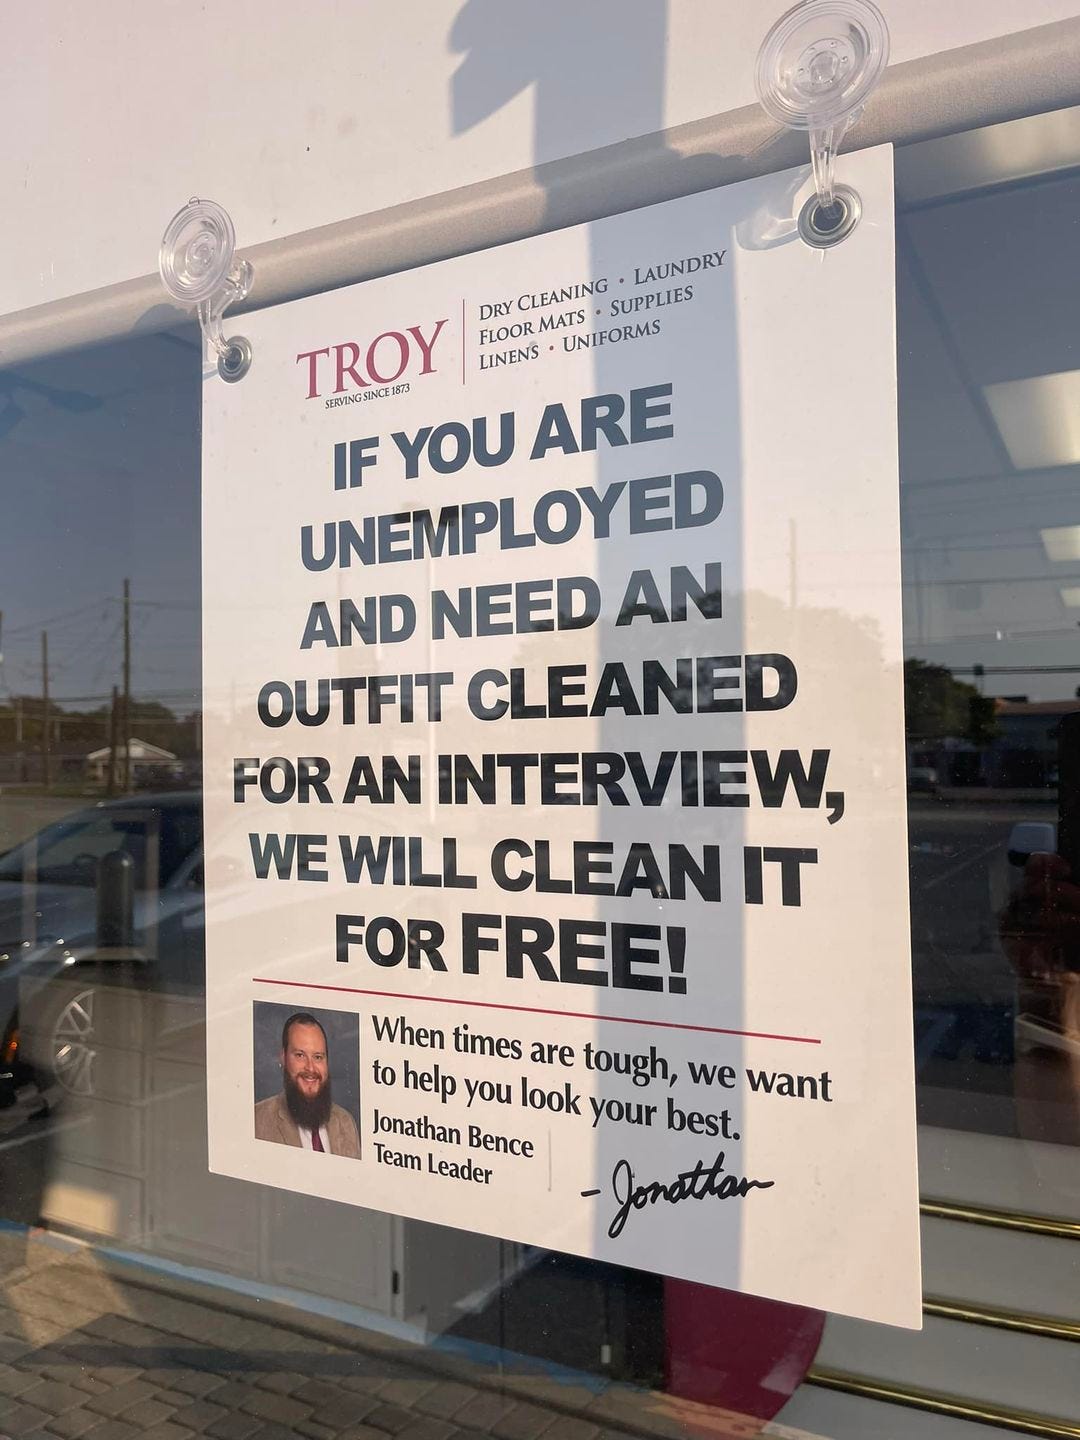 TROY
SERVING SINCE 1873
DRY CLEANING • LAUNDRY
FLOOR MATS • SUPPLIES
LINENS • UNIFORMS
IF YOU ARE
UNEMPLOYED
AND NEED AN
OUTFIT CLEANED
FOR AN INTERVIEW,
WE WILL CLEAN IT
FOR FREE!
When times are tough, we want
to help you look your best.
Jonathan Bence
Team Leader
- Jonathan